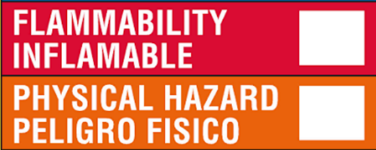 FLAMMABILITY
INFLAMABLE
PHYSICAL HAZARD
PELIGRO FISICO